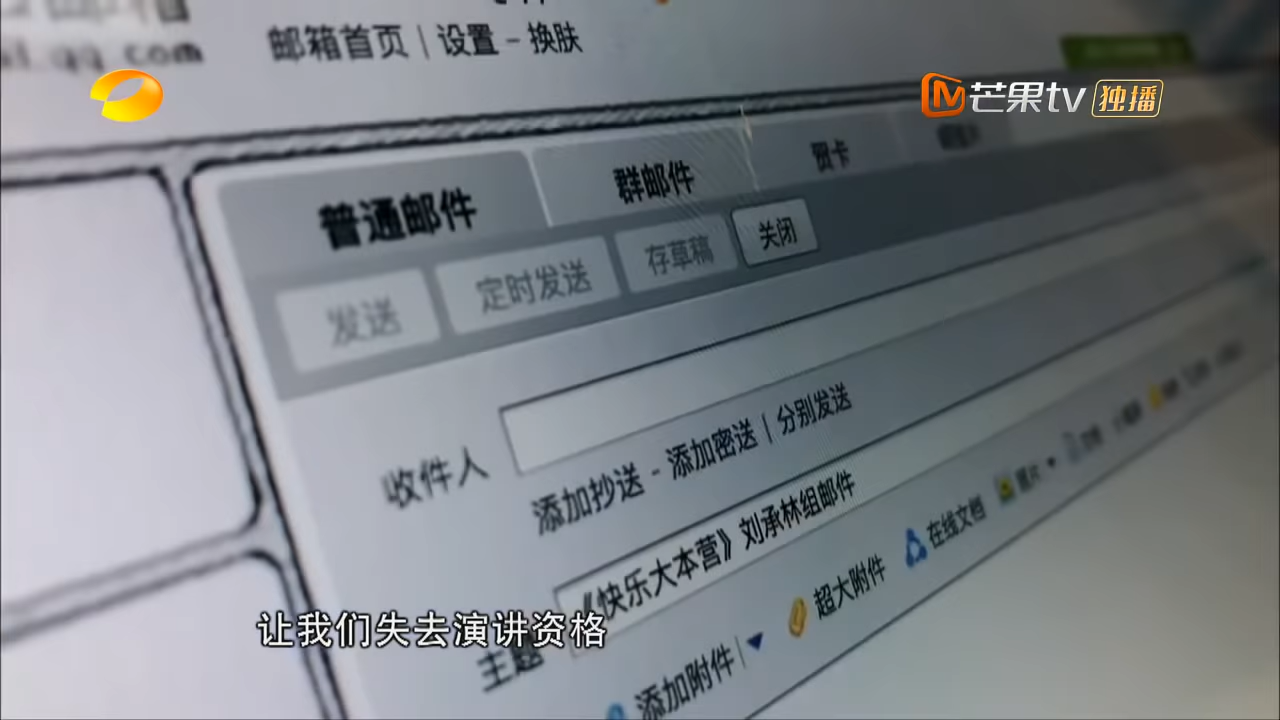 mail.qq.com
邮箱首页 | 设置 - 换肤
芒果tv 独播
普通邮件 群邮件 贺卡
发送 定时发送 存草稿 关闭
收件人
添加抄送 - 添加密送 | 分别发送
主题 《快乐大本营》刘承林组邮件
添加附件 超大附件 在线文档 照片
让我们失去演讲资格